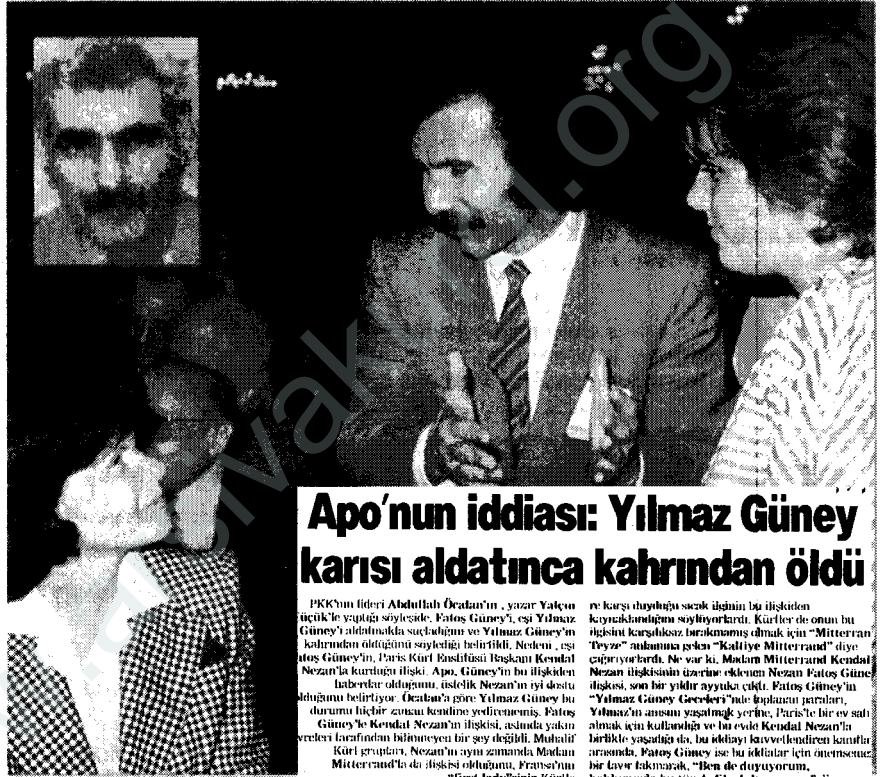 www.arsivakurd.org
Apo'nun iddiası: Yılmaz Güney
karısı aldatınca kahrından öldü
PKK'nın lideri Abdullah Öcalan'ın , yazar Yalçın
üçük'le yaptığı söyleşide, Fatoş Güney'i, eşi Yılmaz
Güney'i aldatmakla suçladığını ve Yılmaz Güney'in
kahrından öldüğünü söylediği belirtildi. Nedeni , eşi
atoş Güney'in, Paris Kürt Enstitüsü Başkanı Kendal
Nezan'la kurduğu ilişki. Apo, Güney'in bu ilişkiden
haberdar olduğunu, üstelik Nezan'ın iyi dostu
olduğunu belirtiyor. Öcalan'a göre Yılmaz Güney bu
durumu hiçbir zaman kendine yediremedi. Fatoş
Güney'le Kendal Nezan'ın ilişkisi, aslında yakın
vreleri tarafından bilinmeyen bir şey değildi. Muhalif
Kürt grupları, Nezan'ın aynı zamanda Madam
Mitterrand'la da ilişkisi olduğunu, Fransa'nın
re karşı duyduğu sıcak ilginin bu ilişkiden
kaynaklandığını söylüyorlardı. Kürtler de onun bu
ilgisini karşılıksız bırakmamış olmak için "Mitterran
Teyze" anlamına gelen "Kaltiye Mitterrand" diye
çağırıyorlardı. Ne var ki, Madam Mitterrand Kendal
Nezan ilişkisinin üzerine eklenen Nezan Fatoş Güne
ilişkisi, son bir yıldır ayyuka çıktı. Fatoş Güney'in
"Yılmaz Güney Geceleri"nde toplanan paraları,
Yılmaz'ın anısını yaşatmak yerine, Paris'te bir ev satı
almak için kullandığı ve bu evde Kendal Nezan'la
birlikte yaşadığı da, bu iddiayı kuvvetlendiren kanıtla
arasında. Fatoş Güney ise bu iddialar için önemsemez
bir tavır takınarak, "Ben de duyuyorum,